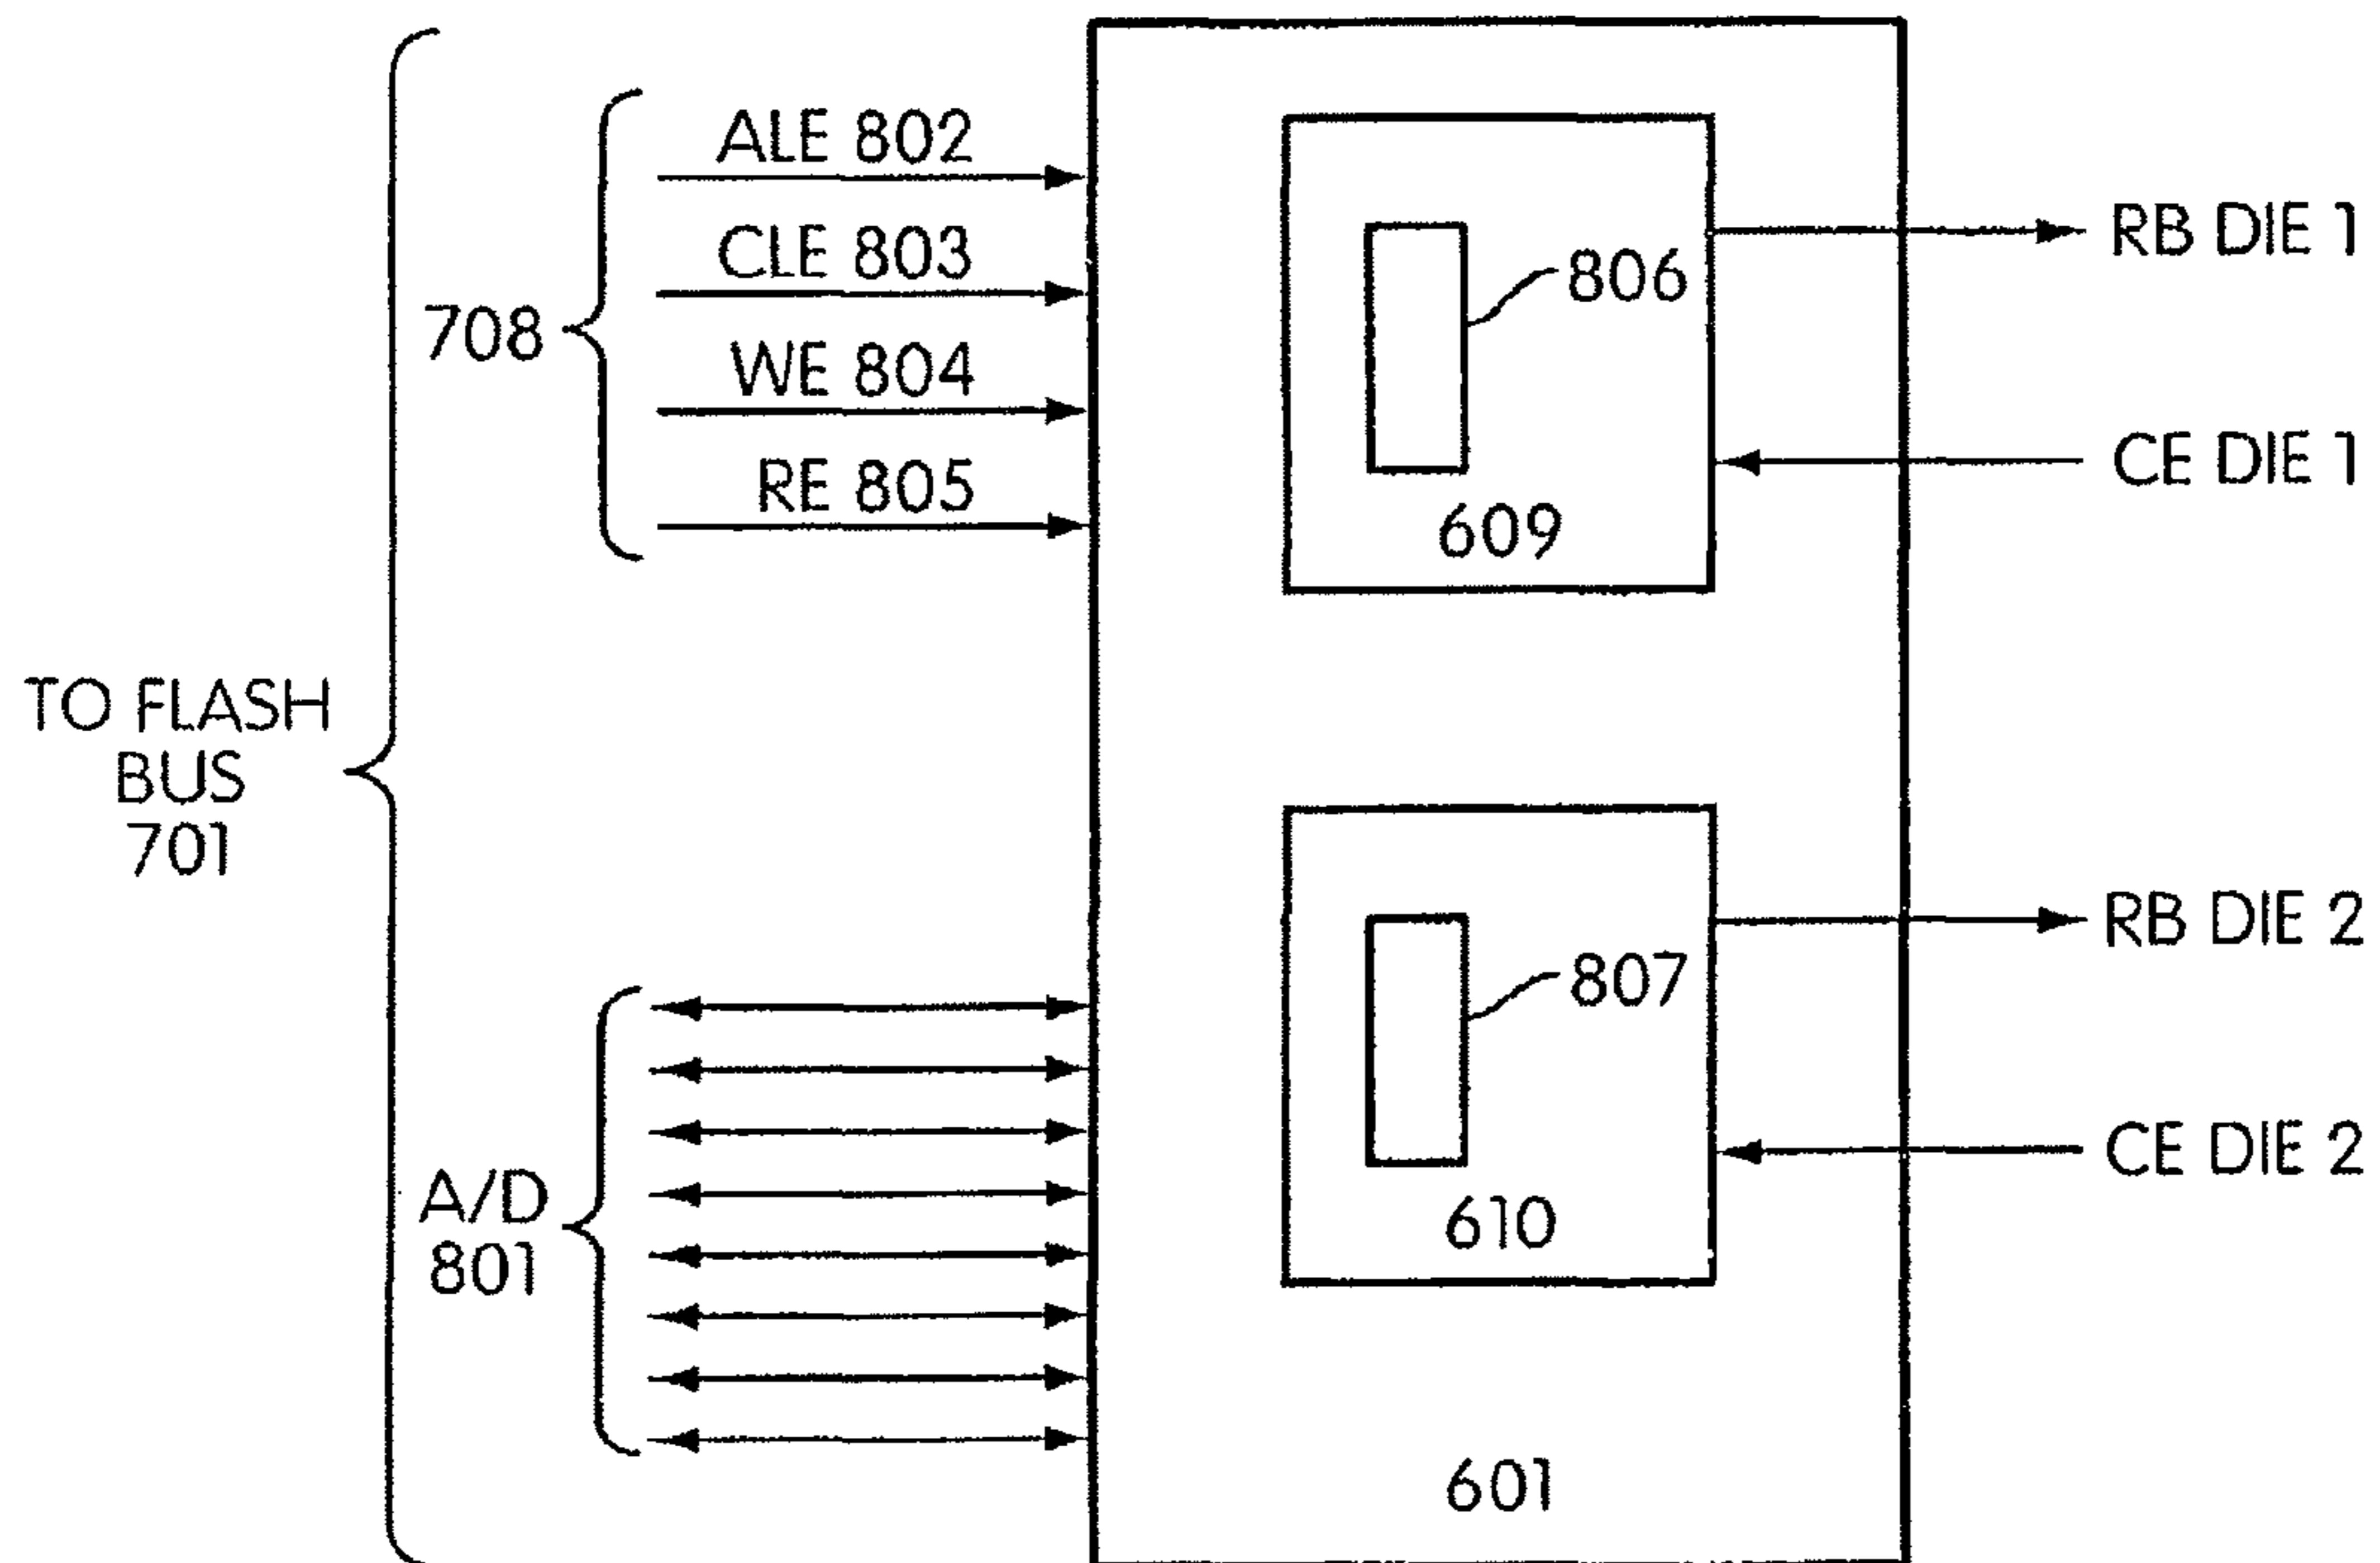 ALE 802
CLE 803
708
WE 804
RE 805
TO FLASH
BUS
701
A/D
801
806
609
807
610
601
RB DIE 1
CE DIE 1
RB DIE 2
CE DIE 2